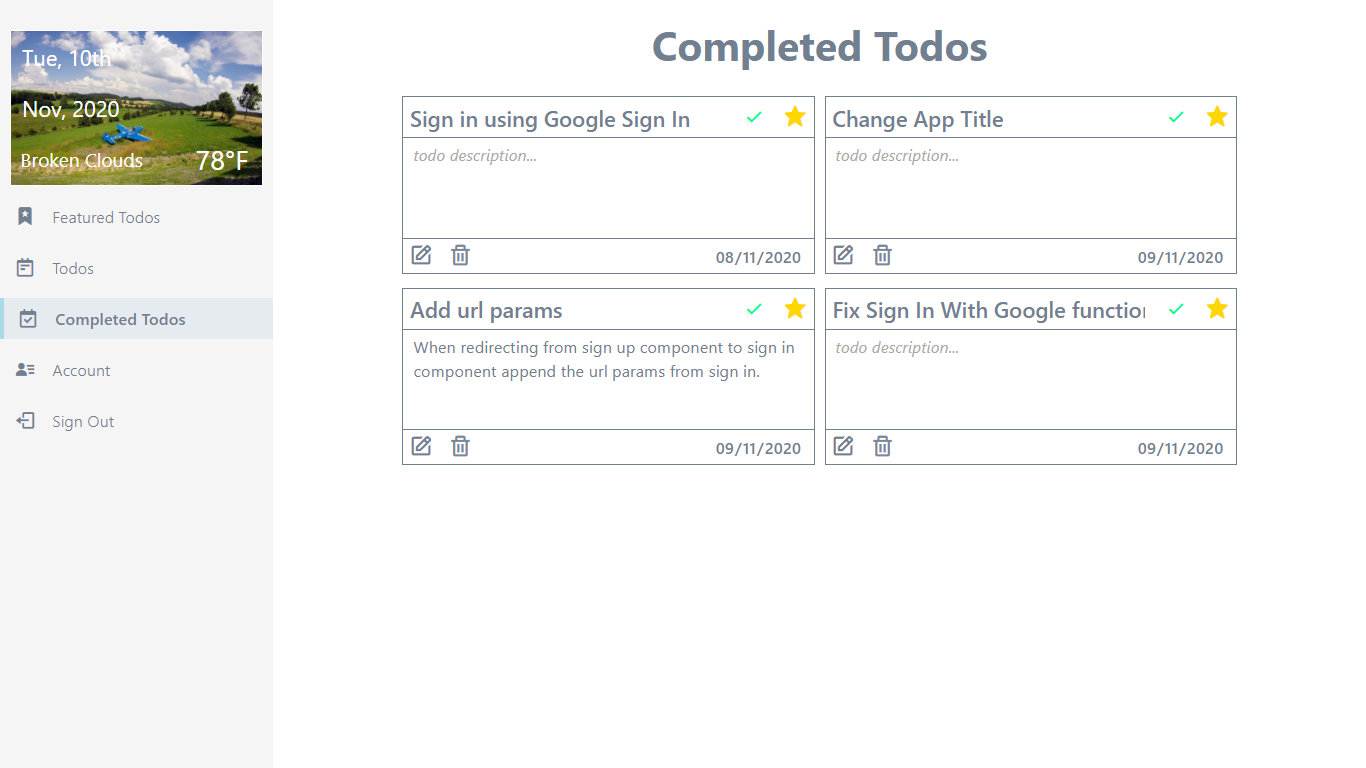 Tue, 10th
Nov, 2020
Broken Clouds 78°F
Featured Todos
Todos
Completed Todos
Account
Sign Out
Completed Todos
Sign in using Google Sign In
todo description...
08/11/2020
Change App Title
todo description...
09/11/2020
Add url params
When redirecting from sign up component to sign in
component append the url params from sign in.
09/11/2020
Fix Sign In With Google function
todo description...
09/11/2020